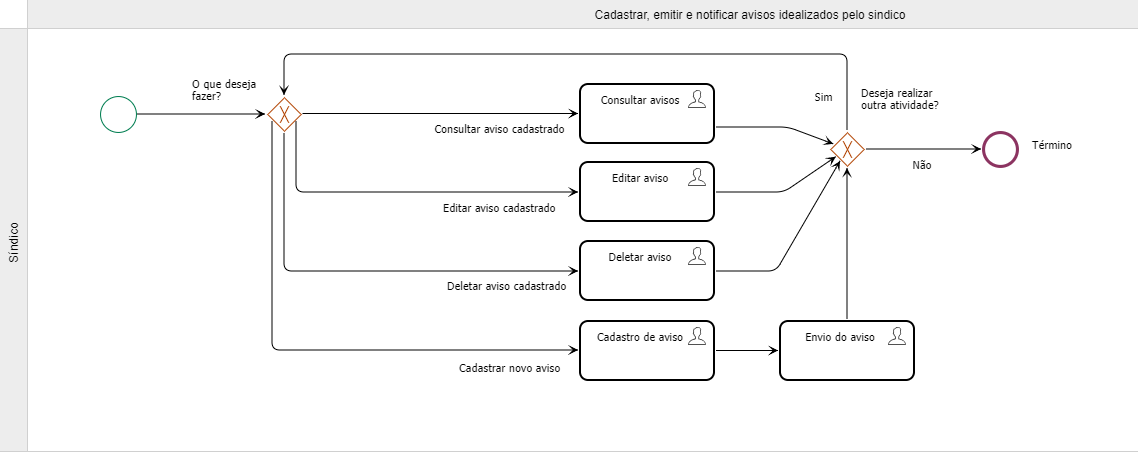 Cadastrar, emitir e notificar avisos idealizados pelo sindico
Síndico
O que deseja
fazer?
Consultar aviso cadastrado
Consultar avisos
Editar aviso cadastrado
Editar aviso
Deletar aviso cadastrado
Deletar aviso
Cadastrar novo aviso
Cadastro de aviso
Envio do aviso
Sim
Deseja realizar
outra atividade?
Não
Término